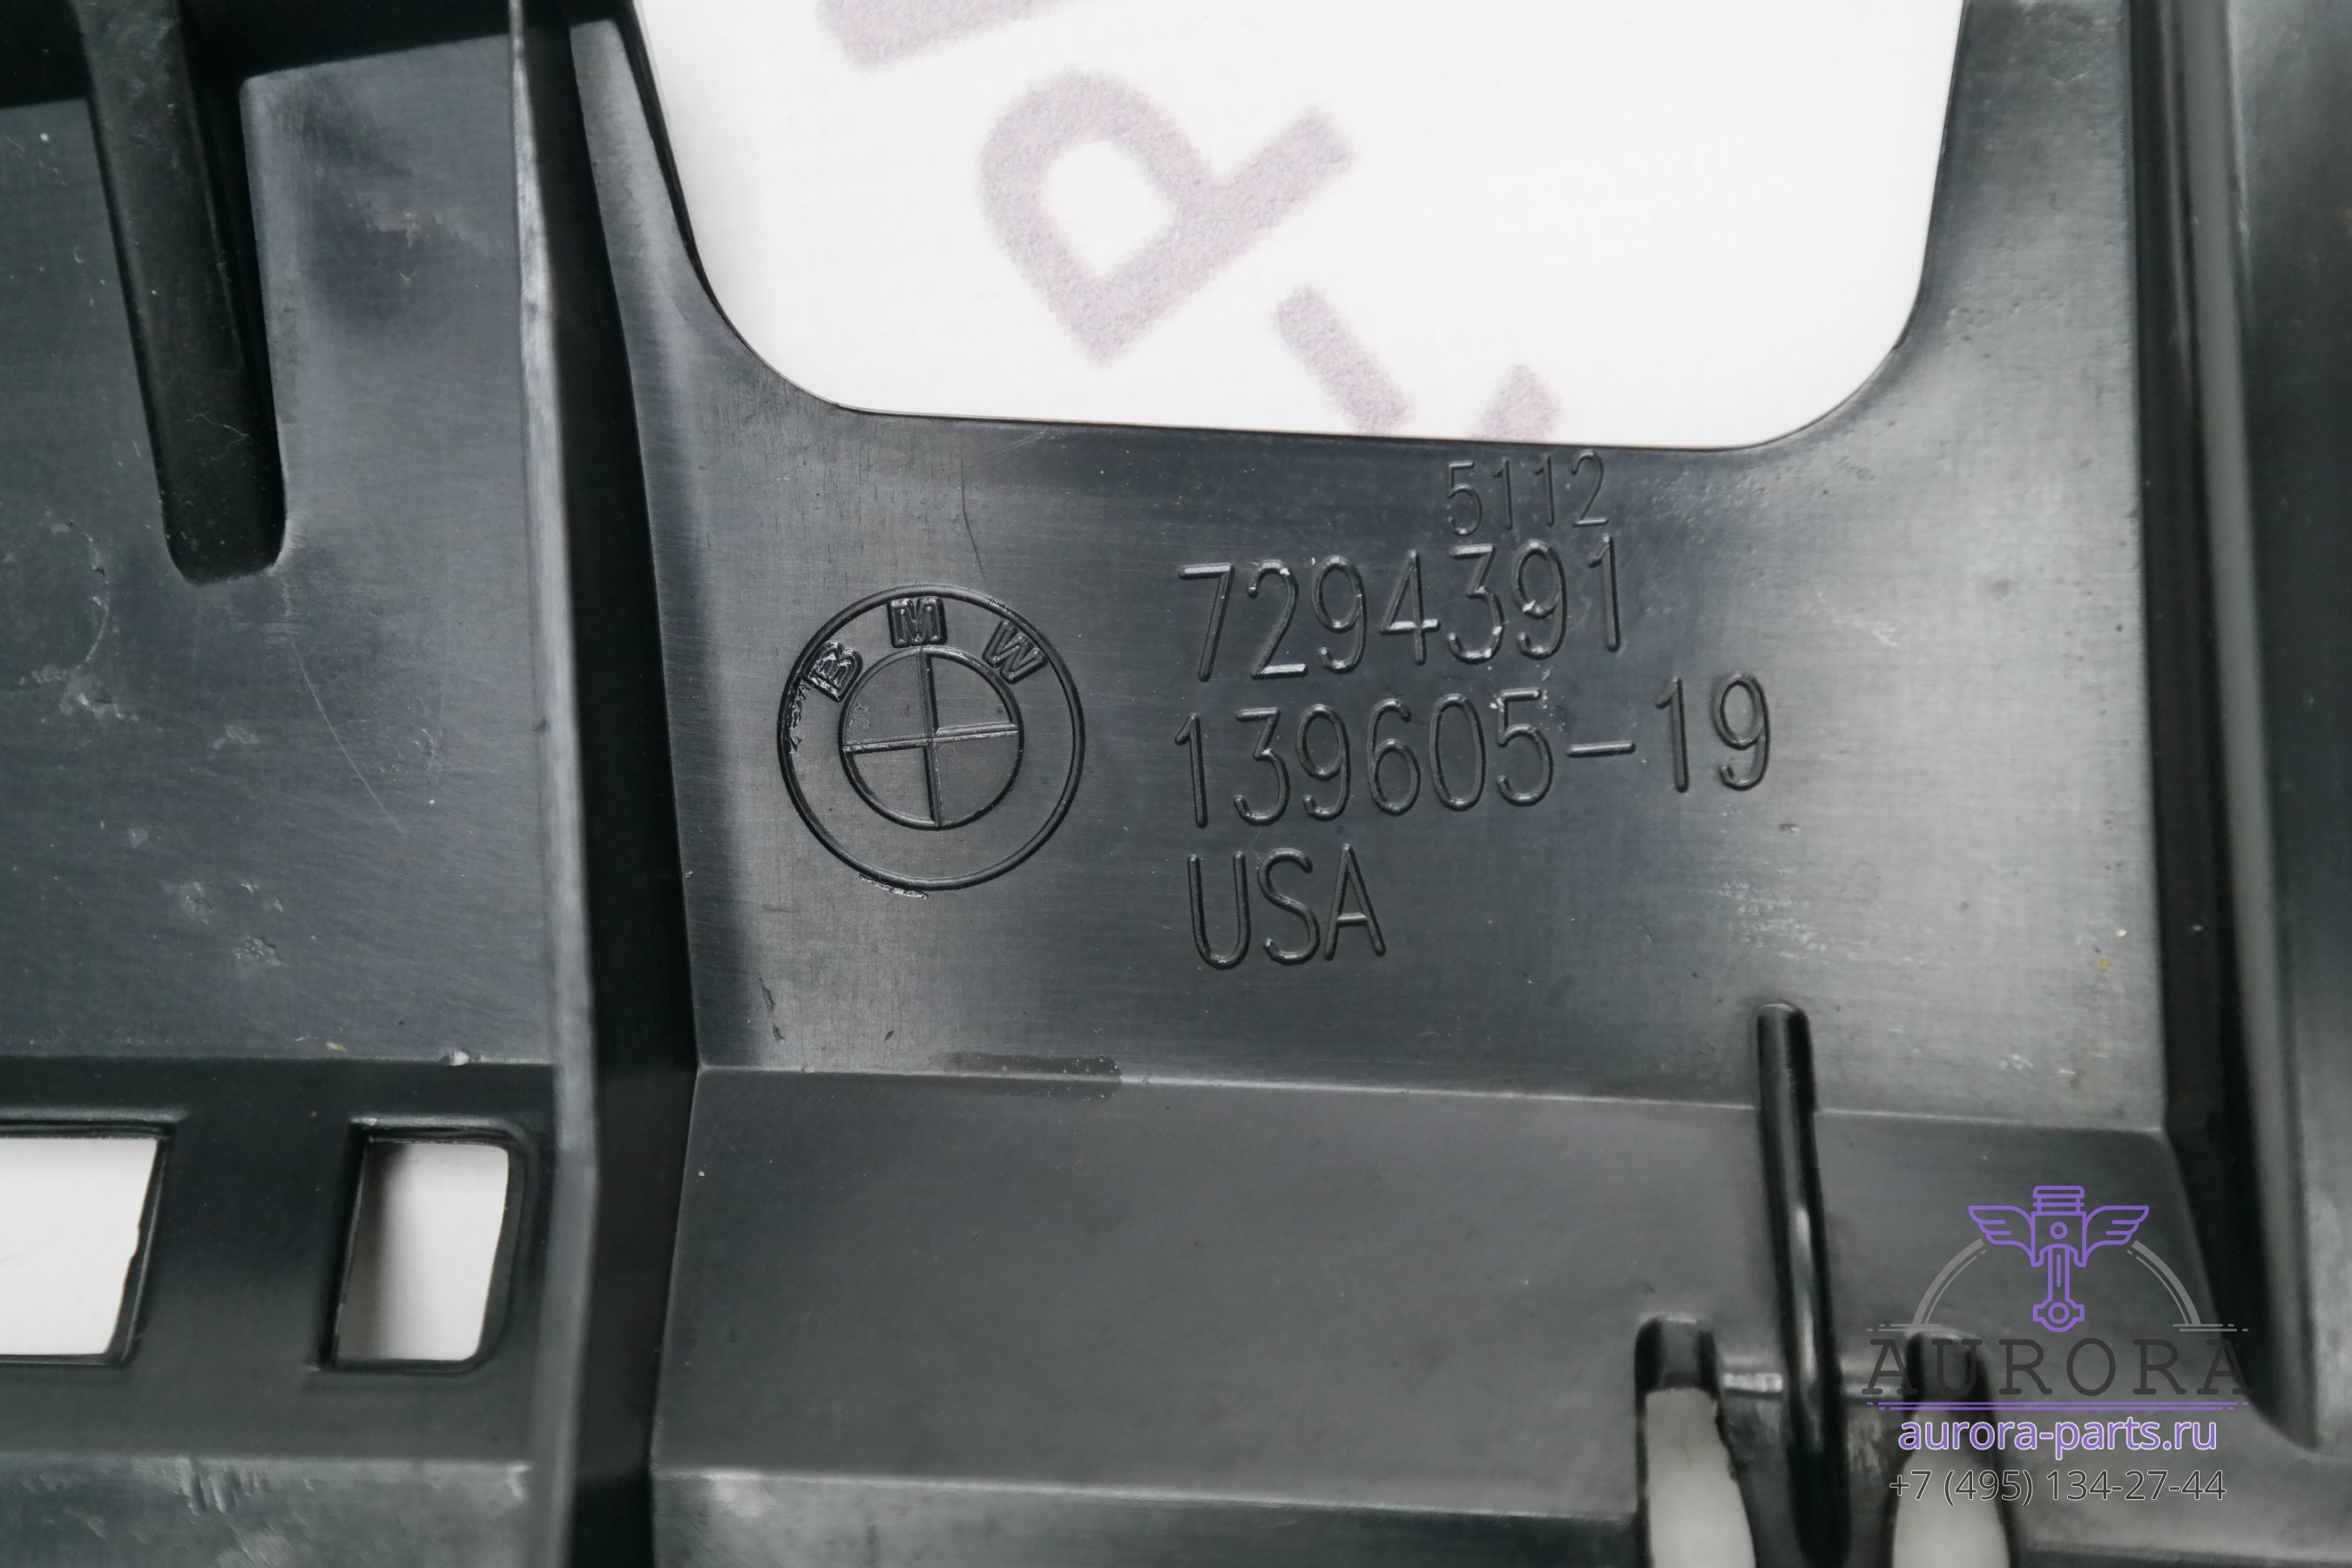 5112
7294391
139605-19
USA
BMW
AURORA
aurora-parts.ru
+7 (495) 134-27-44